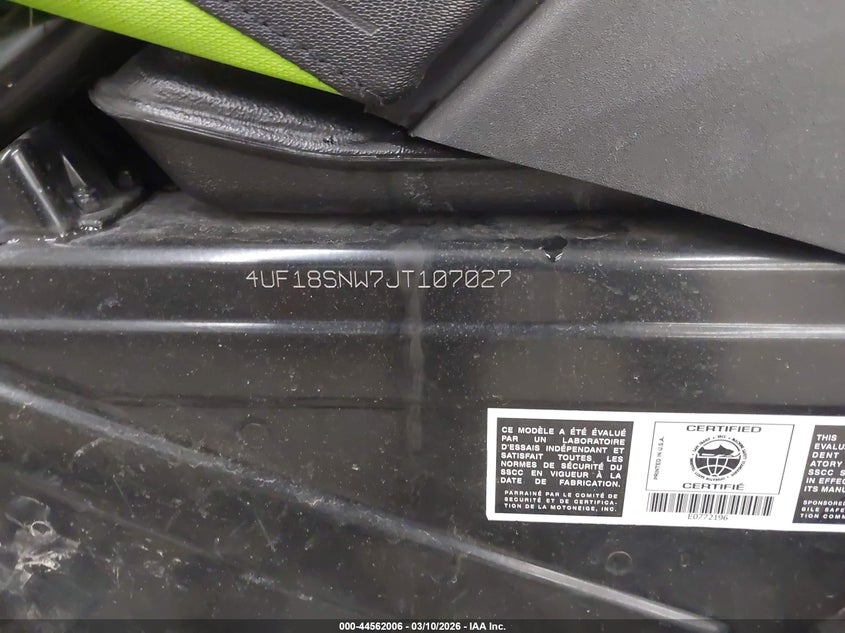 4UF18SNW7JT107027
CE MODÈLE A ÉTÉ ÉVALUÉ
PAR UN LABORATOIRE
D'ESSAIS INDÉPENDANT ET
SATISFAIT TOUTES LES
NORMES DE SÉCURITÉ DU
SSCC EN VIGUEUR À LA
DATE DE FABRICATION.
PARRAINÉ PAR LE COMITÉ DE
SÉCURITÉ ET DE CERTIFICA-
TION DE LA MOTONEIGE, INC.
PRINTED IN U.S.A.
CERTIFIED
CERTIFIÉ
E0772196
THIS
EVALU
DENT
ATORY
SSCC S
IN EFFEC
ITS MANU
SPONSORE
BILE SAFE
TION COMM
000-44562006 - 03/10/2026 - IAA Inc.